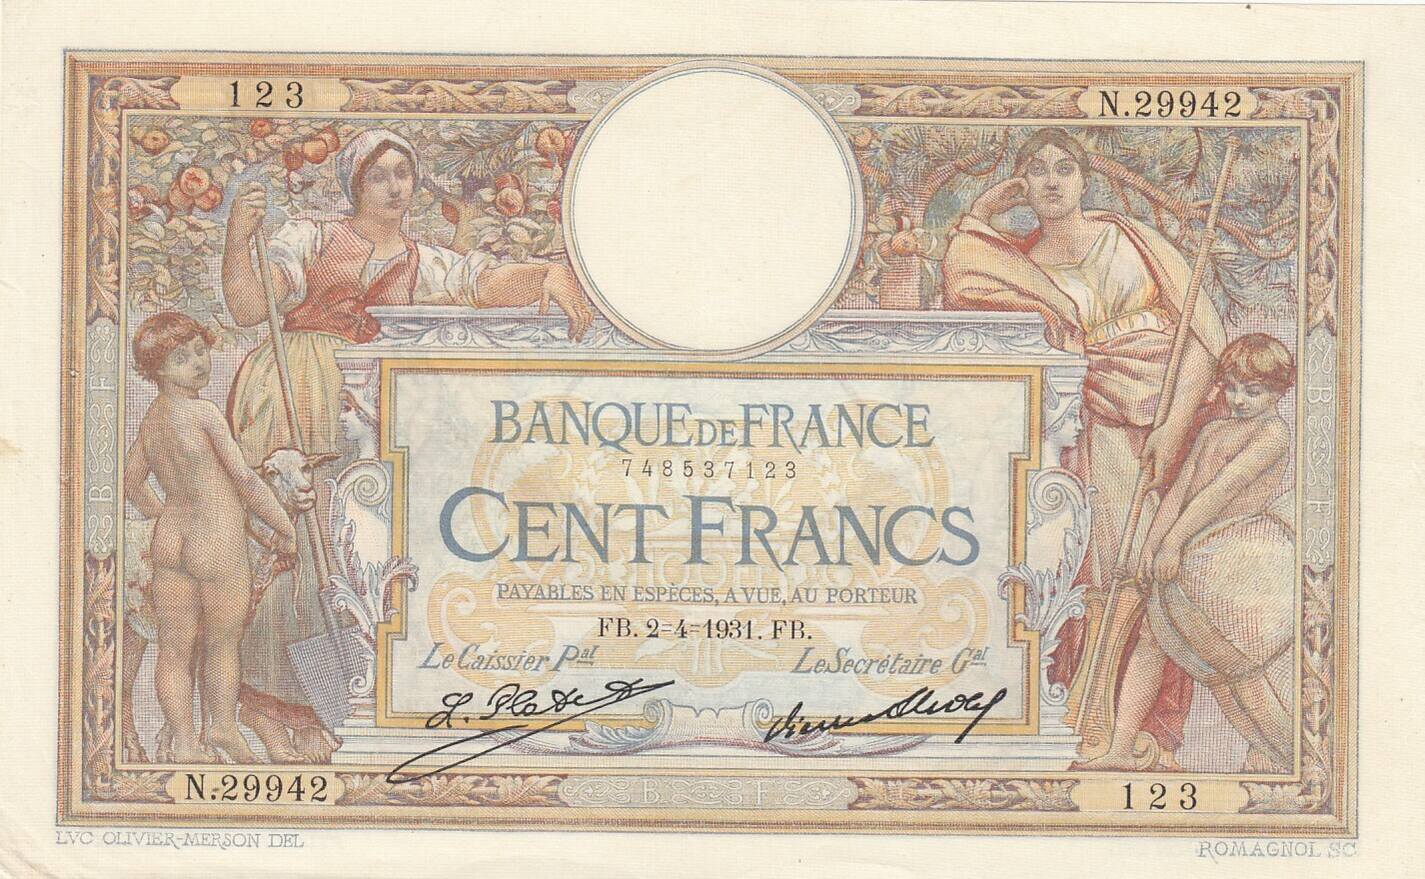 123
N.29942
BANQUE DE FRANCE
748537123
CENT FRANCS
PAYABLES EN ESPÈCES, A VUE, AU PORTEUR
FB. 2=4=1931. FB.
Le Caissier Pal
Le Secrétaire Gal
L. Platet
N.29942
123
B F
B F
B F
LVC OLIVIER-MERSON DEL
ROMAGNOL SC